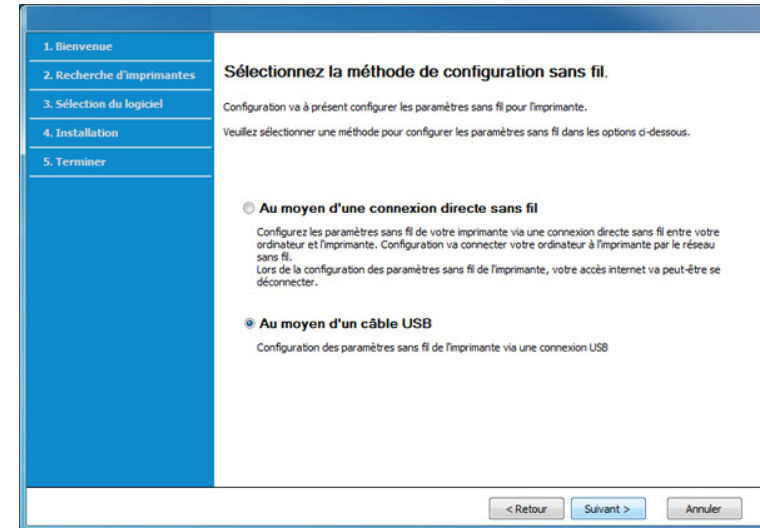 1. Bienvenue
2. Recherche d'imprimantes
3. Sélection du logiciel
4. Installation
5. Terminer
Sélectionnez la méthode de configuration sans fil.
Configuration va à présent configurer les paramètres sans fil pour l'imprimante.
Veuillez sélectionner une méthode pour configurer les paramètres sans fil dans les options ci-dessous.
Au moyen d'une connexion directe sans fil
Configurez les paramètres sans fil de votre imprimante via une connexion directe sans fil entre votre
ordinateur et l'imprimante. Configuration va connecter votre ordinateur à l'imprimante par le réseau
sans fil.
Lors de la configuration des paramètres sans fil de l'imprimante, votre accès internet va peut-être se
déconnecter.
Au moyen d'un câble USB
Configuration des paramètres sans fil de l'imprimante via une connexion USB
< Retour
Suivant >
Annuler